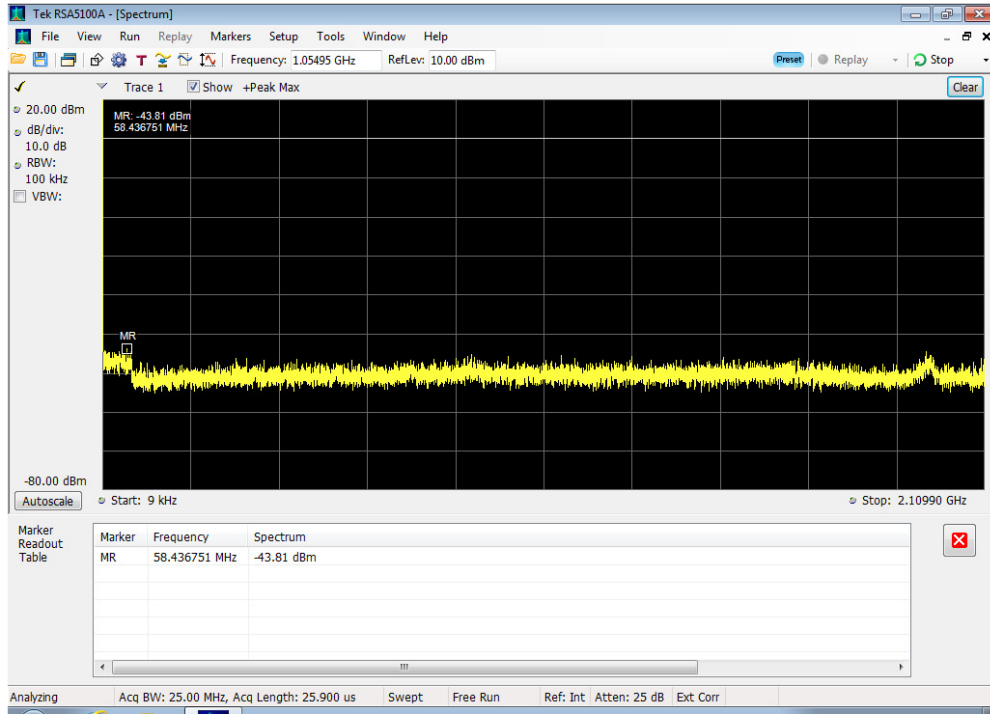 Tek RSA5100A - [Spectrum]
File View Run Replay Markers Setup Tools Window Help
T Frequency: 1.05495 GHz RefLev: 10.00 dBm Preset Replay Stop
Trace 1 Show +Peak Max Clear
20.00 dBm
dB/div:
10.0 dB
RBW:
100 kHz
VBW:
MR: -43.81 dBm
58.436751 MHz
MR
-80.00 dBm
Autoscale Start: 9 kHz Stop: 2.10990 GHz
Marker
Readout
Table
Marker Frequency Spectrum
MR 58.436751 MHz -43.81 dBm
Analyzing Acq BW: 25.00 MHz, Acq Length: 25.900 us Swept Free Run Ref: Int Atten: 25 dB Ext Corr